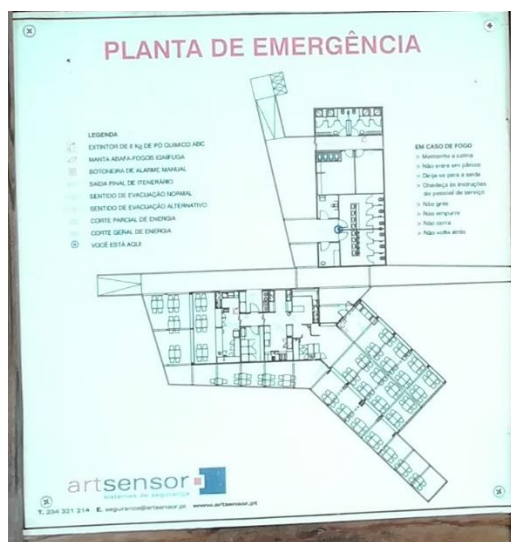 PLANTA DE EMERGÊNCIA
LEGENDA
EXTINTOR DE 6 Kg DE PÓ QUIMICO ABC
MANTA ABAFA-FOGOS IGNIFUGA
BOTONEIRA DE ALARME MANUAL
SAIDA FINAL DE ITENERÁRIO
SENTIDO DE EVACUAÇÃO NORMAL
SENTIDO DE EVACUAÇÃO ALTERNATIVO
CORTE PARCIAL DE ENERGIA
CORTE GERAL DE ENERGIA
VOCÊ ESTÁ AQUI
EM CASO DE FOGO
> Mantenha a calma
> Não entre em pânico
> Dirija-se para a saída
> Obedeça às instruções
do pessoal de serviço
> Não grite
> Não empurre
> Não corra
> Não volte atrás
artsensor
sistemas de segurança
T. 234 321 214 E. seguranca@artsensor.pt www.artsensor.pt